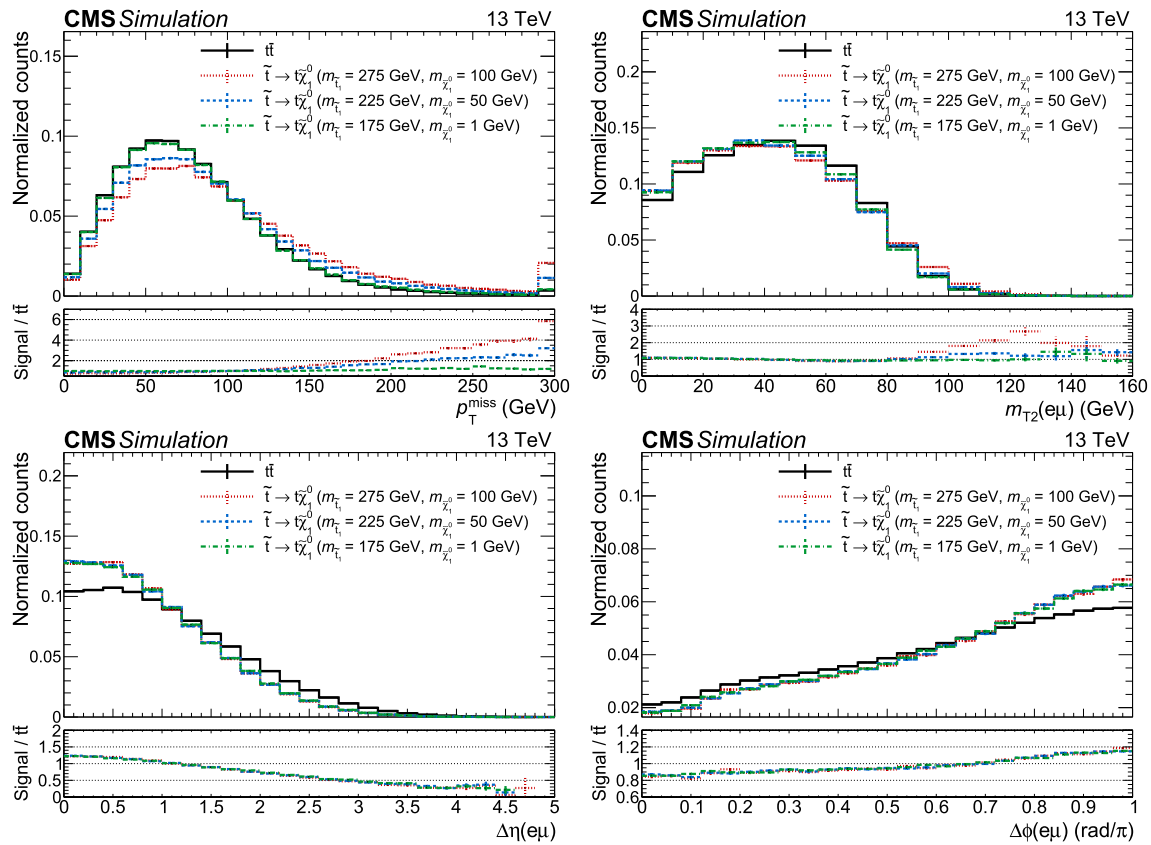 CMS Simulation 13 TeV
Normalized counts
0.15
0.1
0.05
0
tt̄
t̃ → tχ̃₁⁰ (m_t̃₁ = 275 GeV, m_χ̃₁⁰ = 100 GeV)
t̃ → tχ̃₁⁰ (m_t̃₁ = 225 GeV, m_χ̃₁⁰ = 50 GeV)
t̃ → tχ̃₁⁰ (m_t̃₁ = 175 GeV, m_χ̃₁⁰ = 1 GeV)
Signal / tt̄
6
4
2
0 50 100 150 200 250 300
p_T^miss (GeV)
CMS Simulation 13 TeV
Normalized counts
0.2
0.15
0.1
0.05
0
tt̄
t̃ → tχ̃₁⁰ (m_t̃₁ = 275 GeV, m_χ̃₁⁰ = 100 GeV)
t̃ → tχ̃₁⁰ (m_t̃₁ = 225 GeV, m_χ̃₁⁰ = 50 GeV)
t̃ → tχ̃₁⁰ (m_t̃₁ = 175 GeV, m_χ̃₁⁰ = 1 GeV)
Signal / tt̄
4
3
2
1
0
0 20 40 60 80 100 120 140 160
m_T2(eμ) (GeV)
CMS Simulation 13 TeV
Normalized counts
0.2
0.15
0.1
0.05
0
tt̄
t̃ → tχ̃₁⁰ (m_t̃₁ = 275 GeV, m_χ̃₁⁰ = 100 GeV)
t̃ → tχ̃₁⁰ (m_t̃₁ = 225 GeV, m_χ̃₁⁰ = 50 GeV)
t̃ → tχ̃₁⁰ (m_t̃₁ = 175 GeV, m_χ̃₁⁰ = 1 GeV)
Signal / tt̄
2
1.5
1
0.5
0
0 0.5 1 1.5 2 2.5 3 3.5 4 4.5 5
Δη(eμ)
CMS Simulation 13 TeV
Normalized counts
0.1
0.08
0.06
0.04
0.02
tt̄
t̃ → tχ̃₁⁰ (m_t̃₁ = 275 GeV, m_χ̃₁⁰ = 100 GeV)
t̃ → tχ̃₁⁰ (m_t̃₁ = 225 GeV, m_χ̃₁⁰ = 50 GeV)
t̃ → tχ̃₁⁰ (m_t̃₁ = 175 GeV, m_χ̃₁⁰ = 1 GeV)
Signal / tt̄
1.4
1.2
1
0.8
0.6
0 0.1 0.2 0.3 0.4 0.5 0.6 0.7 0.8 0.9 1
Δϕ(eμ) (rad/π)